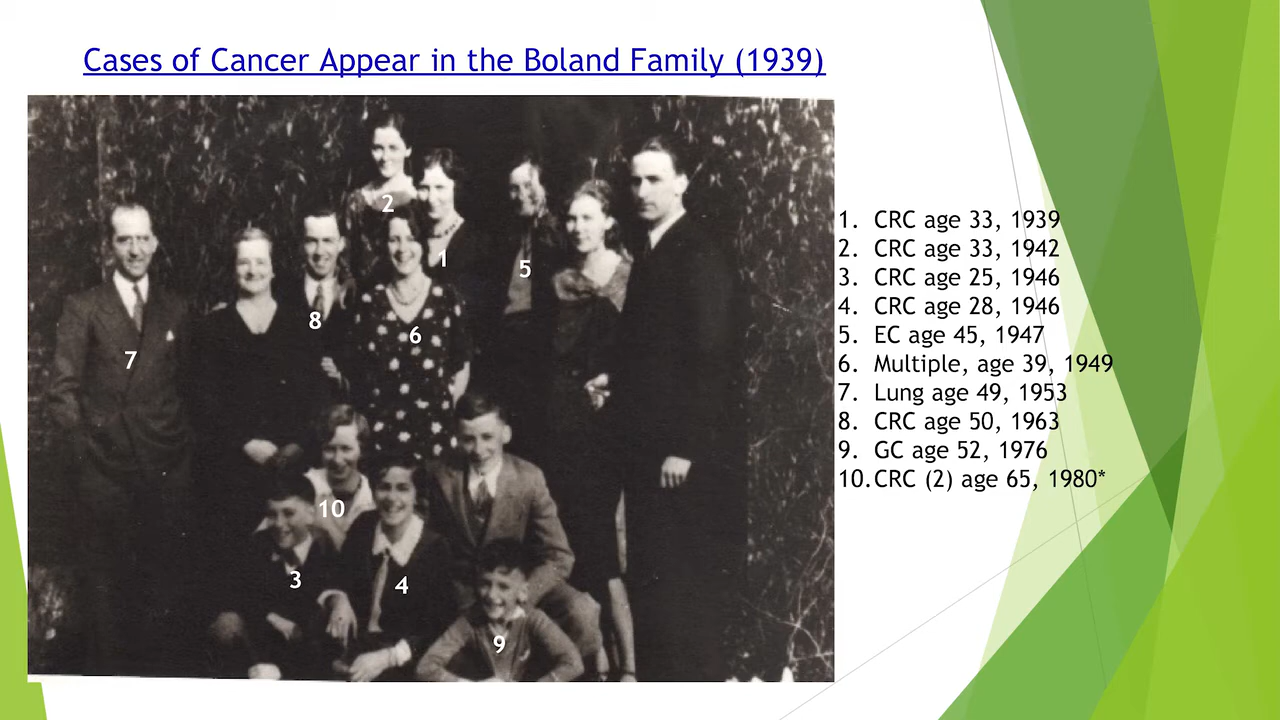 Cases of Cancer Appear in the Boland Family (1939)
2
1
5
8
6
7
10
3
4
9
1. CRC age 33, 1939
2. CRC age 33, 1942
3. CRC age 25, 1946
4. CRC age 28, 1946
5. EC age 45, 1947
6. Multiple, age 39, 1949
7. Lung age 49, 1953
8. CRC age 50, 1963
9. GC age 52, 1976
10. CRC (2) age 65, 1980*